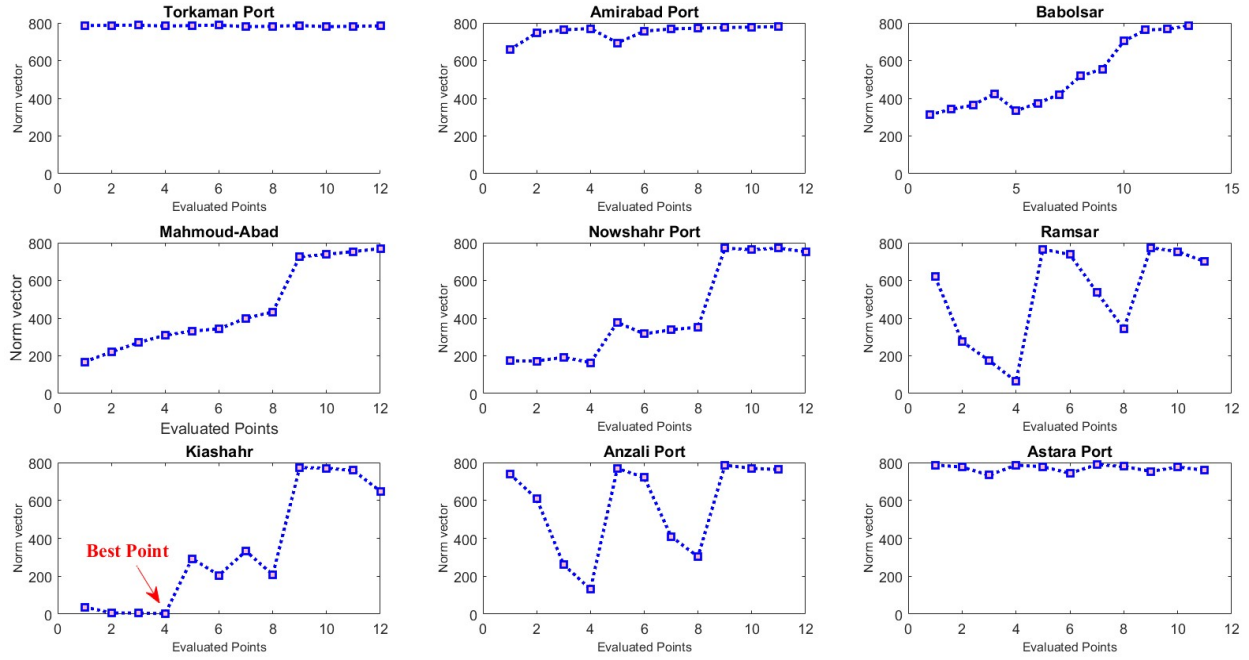 Torkaman Port
800
600
400
200
0
Norm vector
0 2 4 6 8 10 12
Evaluated Points
Amirabad Port
800
600
400
200
0
Norm vector
0 2 4 6 8 10 12
Evaluated Points
Babolsar
800
600
400
200
0
Norm vector
0 5 10 15
Evaluated Points
Mahmoud-Abad
800
600
400
200
0
Norm vector
0 2 4 6 8 10 12
Evaluated Points
Nowshahr Port
800
600
400
200
0
Norm vector
0 2 4 6 8 10 12
Evaluated Points
Ramsar
800
600
400
200
0
Norm vector
0 2 4 6 8 10 12
Evaluated Points
Kiashahr
800
600
400
200
0
Norm vector
Best Point
0 2 4 6 8 10 12
Evaluated Points
Anzali Port
800
600
400
200
0
Norm vector
0 2 4 6 8 10 12
Evaluated Points
Astara Port
800
600
400
200
0
Norm vector
0 2 4 6 8 10 12
Evaluated Points